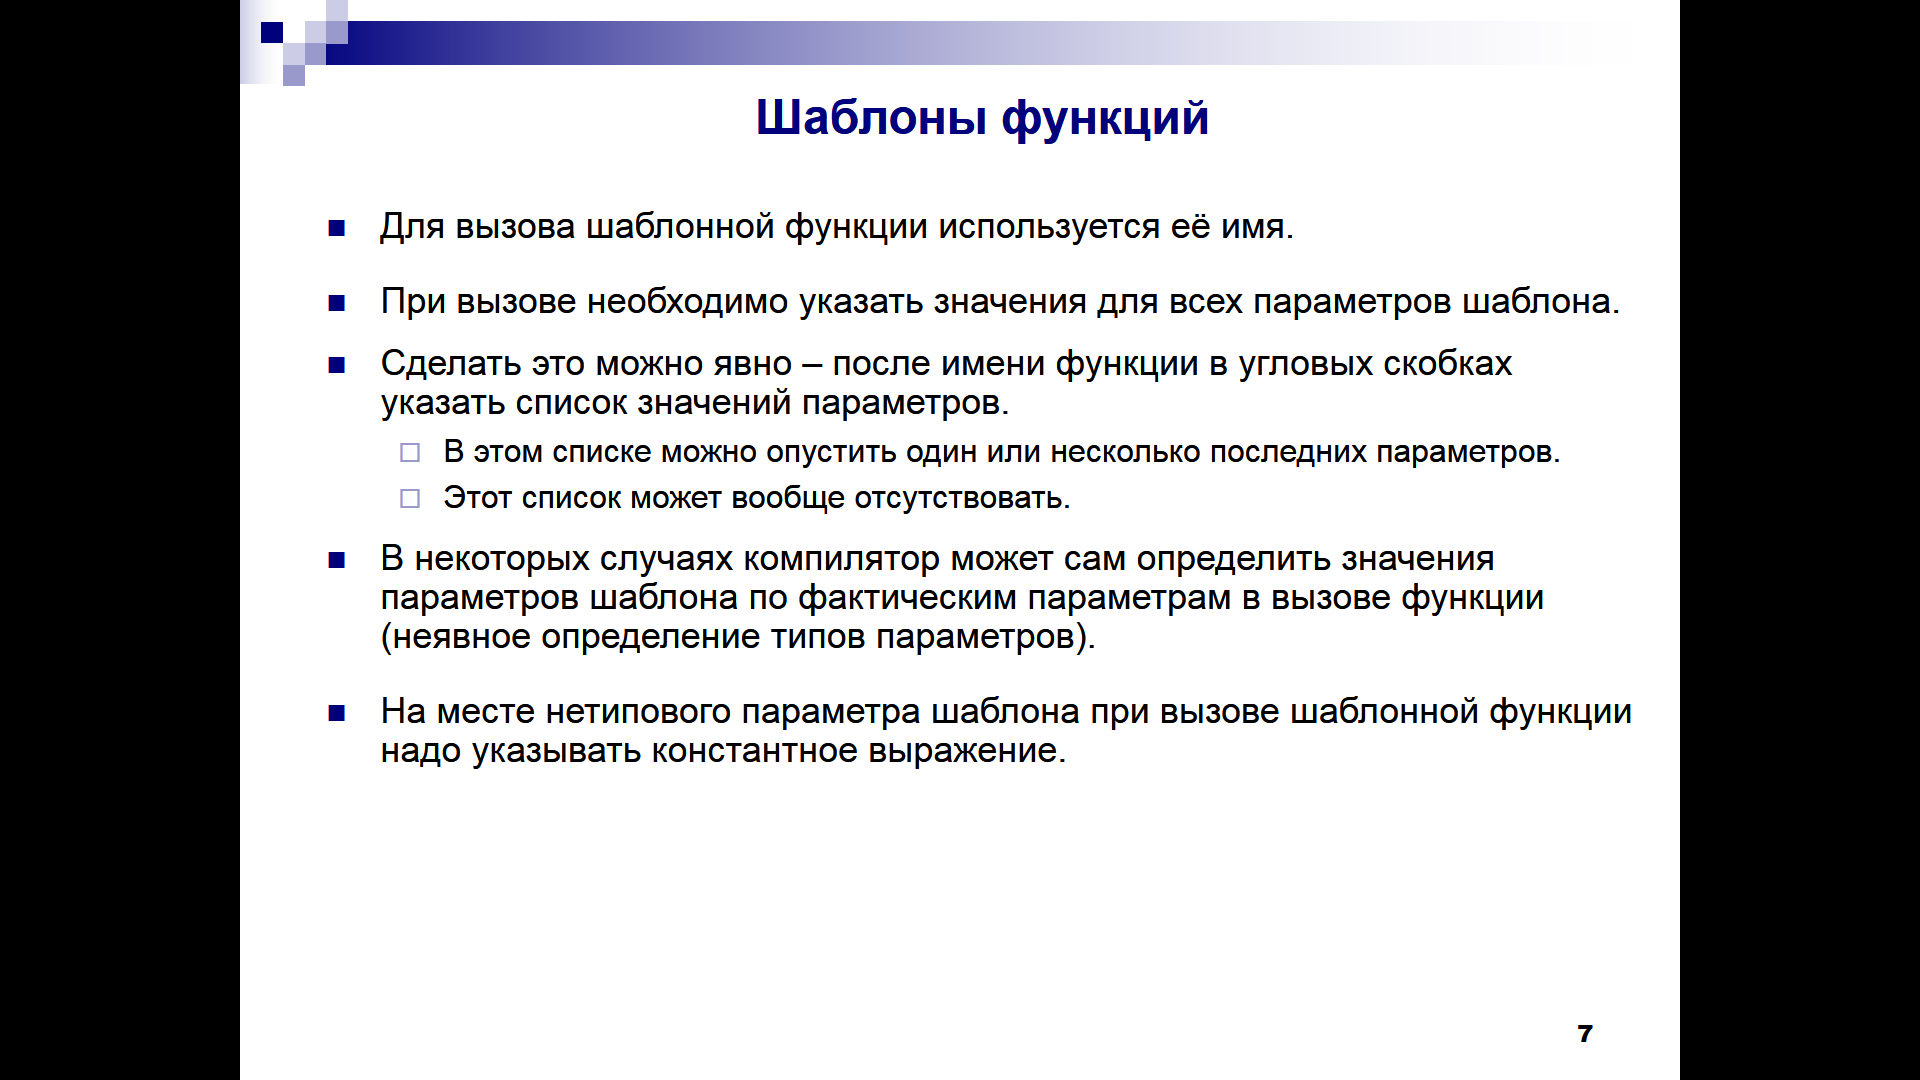 Шаблоны функций
Для вызова шаблонной функции используется её имя.
При вызове необходимо указать значения для всех параметров шаблона.
Сделать это можно явно – после имени функции в угловых скобках
указать список значений параметров.
В этом списке можно опустить один или несколько последних параметров.
Этот список может вообще отсутствовать.
В некоторых случаях компилятор может сам определить значения
параметров шаблона по фактическим параметрам в вызове функции
(неявное определение типов параметров).
На месте нетипового параметра шаблона при вызове шаблонной функции
надо указывать константное выражение.
7